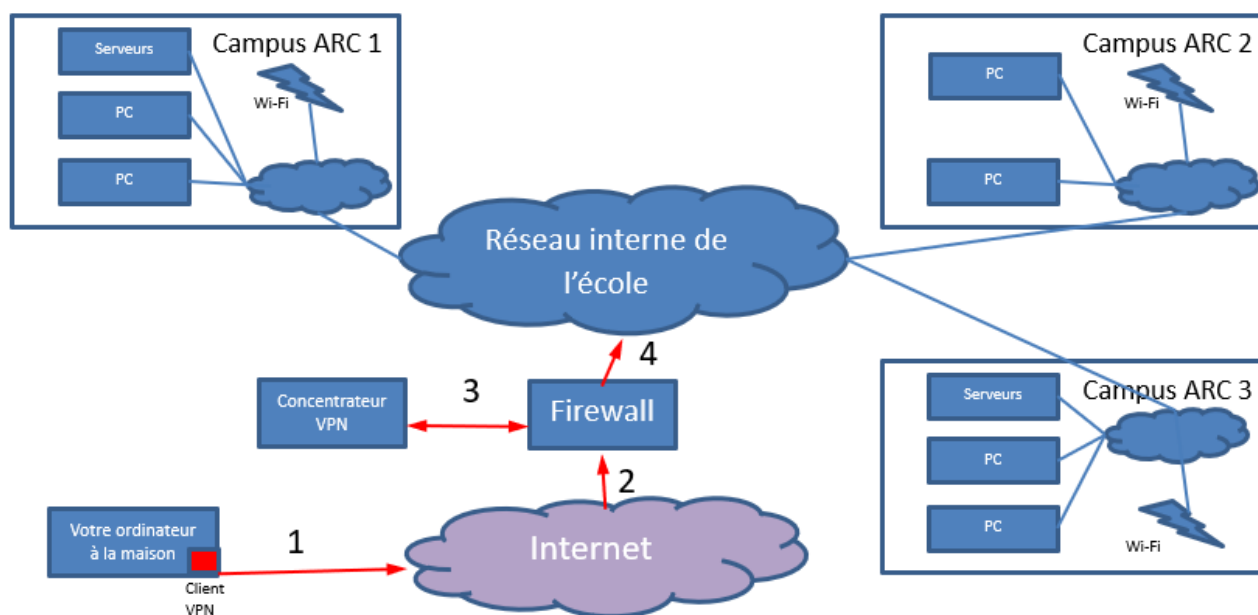 Campus ARC 1
Serveurs
Wi-Fi
PC
PC
Campus ARC 2
PC
Wi-Fi
PC
Réseau interne de
l'école
4
3
Concentrateur
VPN
Firewall
2
Campus ARC 3
Serveurs
PC
PC
Wi-Fi
Votre ordinateur
à la maison
1
Client
VPN
Internet